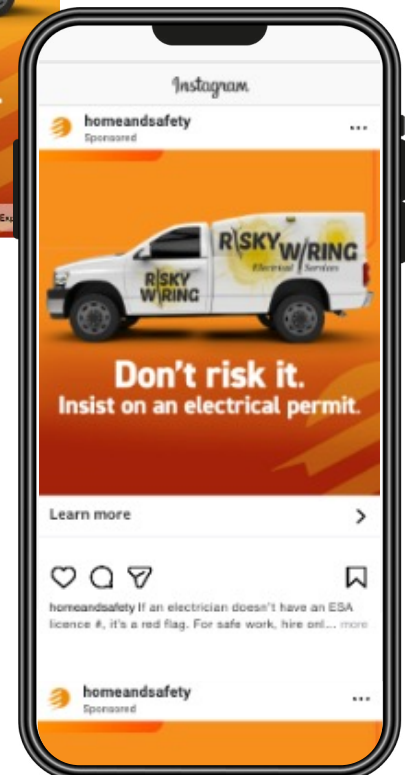 Instagram
homeandsafety
Sponsored
RISKY WIRING
Electrical Services
RISKY
WIRING
Don't risk it.
Insist on an electrical permit.
Learn more
homeandsafety If an electrician doesn't have an ESA
licence #, it's a red flag. For safe work, hire onl... more
homeandsafety
Sponsored